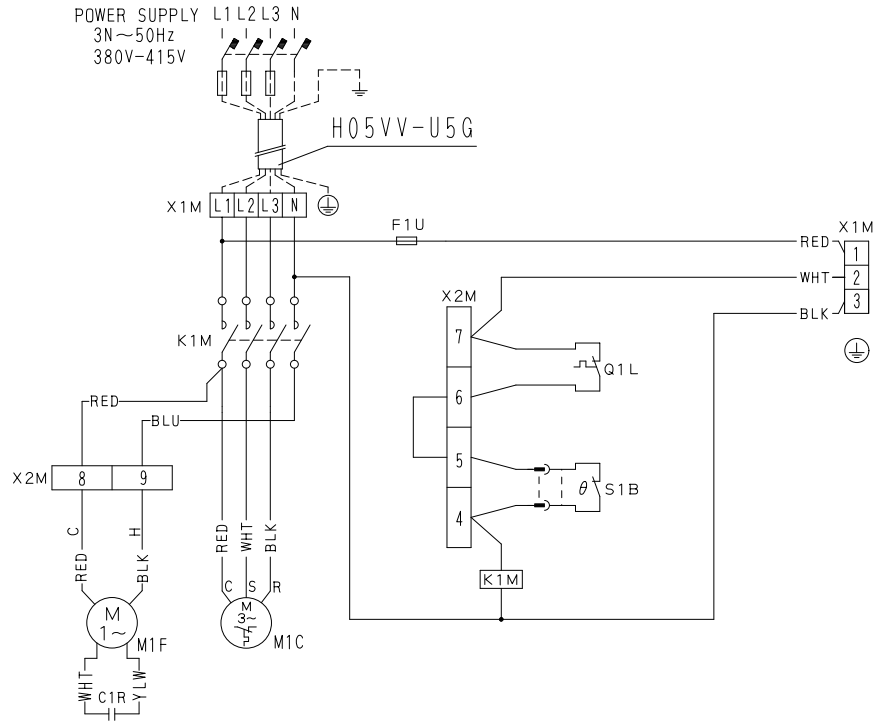 POWER SUPPLY L1 L2 L3 N
3N~50Hz
380V-415V
H05VV-U5G
X1M L1 L2 L3 N
F1U
X1M
RED 1
WHT 2
BLK 3
X2M
7
K1M
Q1L
6
RED
BLU
5
X2M 8 9
θ S1B
4
C H
RED WHT BLK
RED BLK
K1M
C S R
M
1~
M1F
M
3~
M1C
WHT C1R YLW